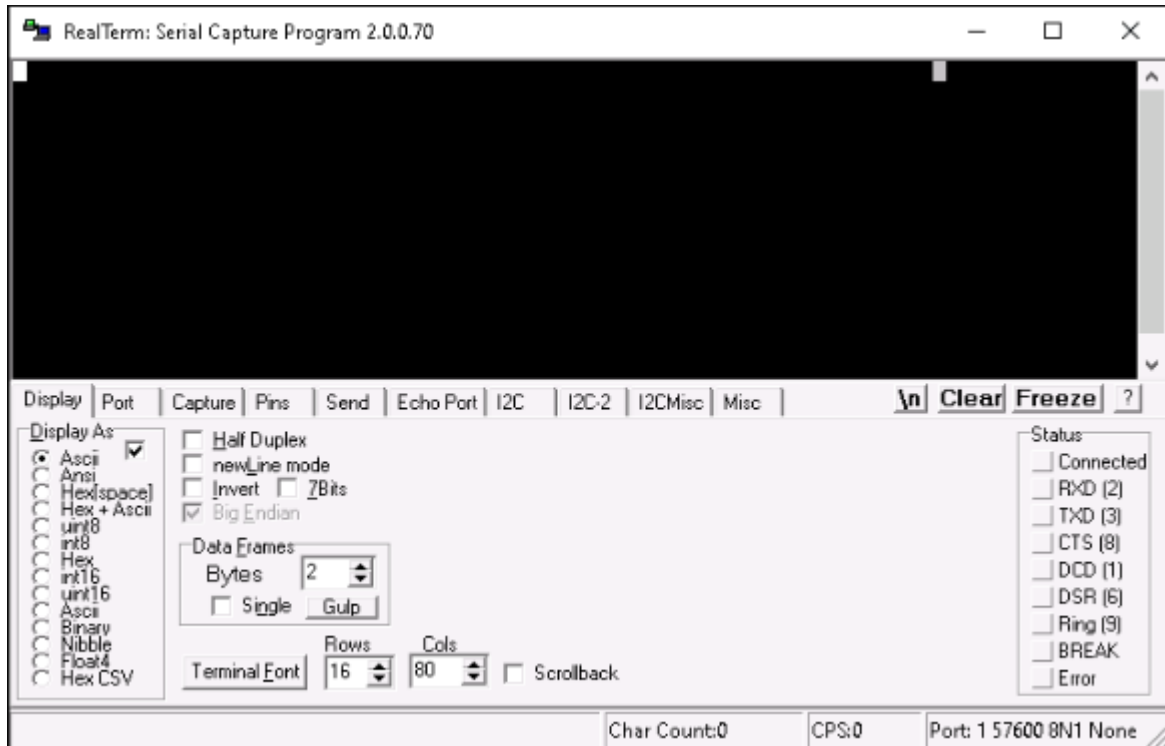 RealTerm: Serial Capture Program 2.0.0.70
Display Port Capture Pins Send Echo Port I2C I2C-2 I2CMisc Misc \n Clear Freeze ?
Display As
Ascii
Ansi
Hex[space]
Hex + Ascii
uint8
int8
Hex
int16
uint16
Ascii
Binary
Nibble
Float4
Hex CSV
Half Duplex
newLine mode
Invert 7Bits
Big Endian
Data Frames
Bytes 2
Single Gulp
Rows Cols
Terminal Font 16 80 Scrollback
Status
Connected
RXD (2)
TXD (3)
CTS (8)
DCD (1)
DSR (6)
Ring (9)
BREAK
Error
Char Count:0 CPS:0 Port: 1 57600 8N1 None